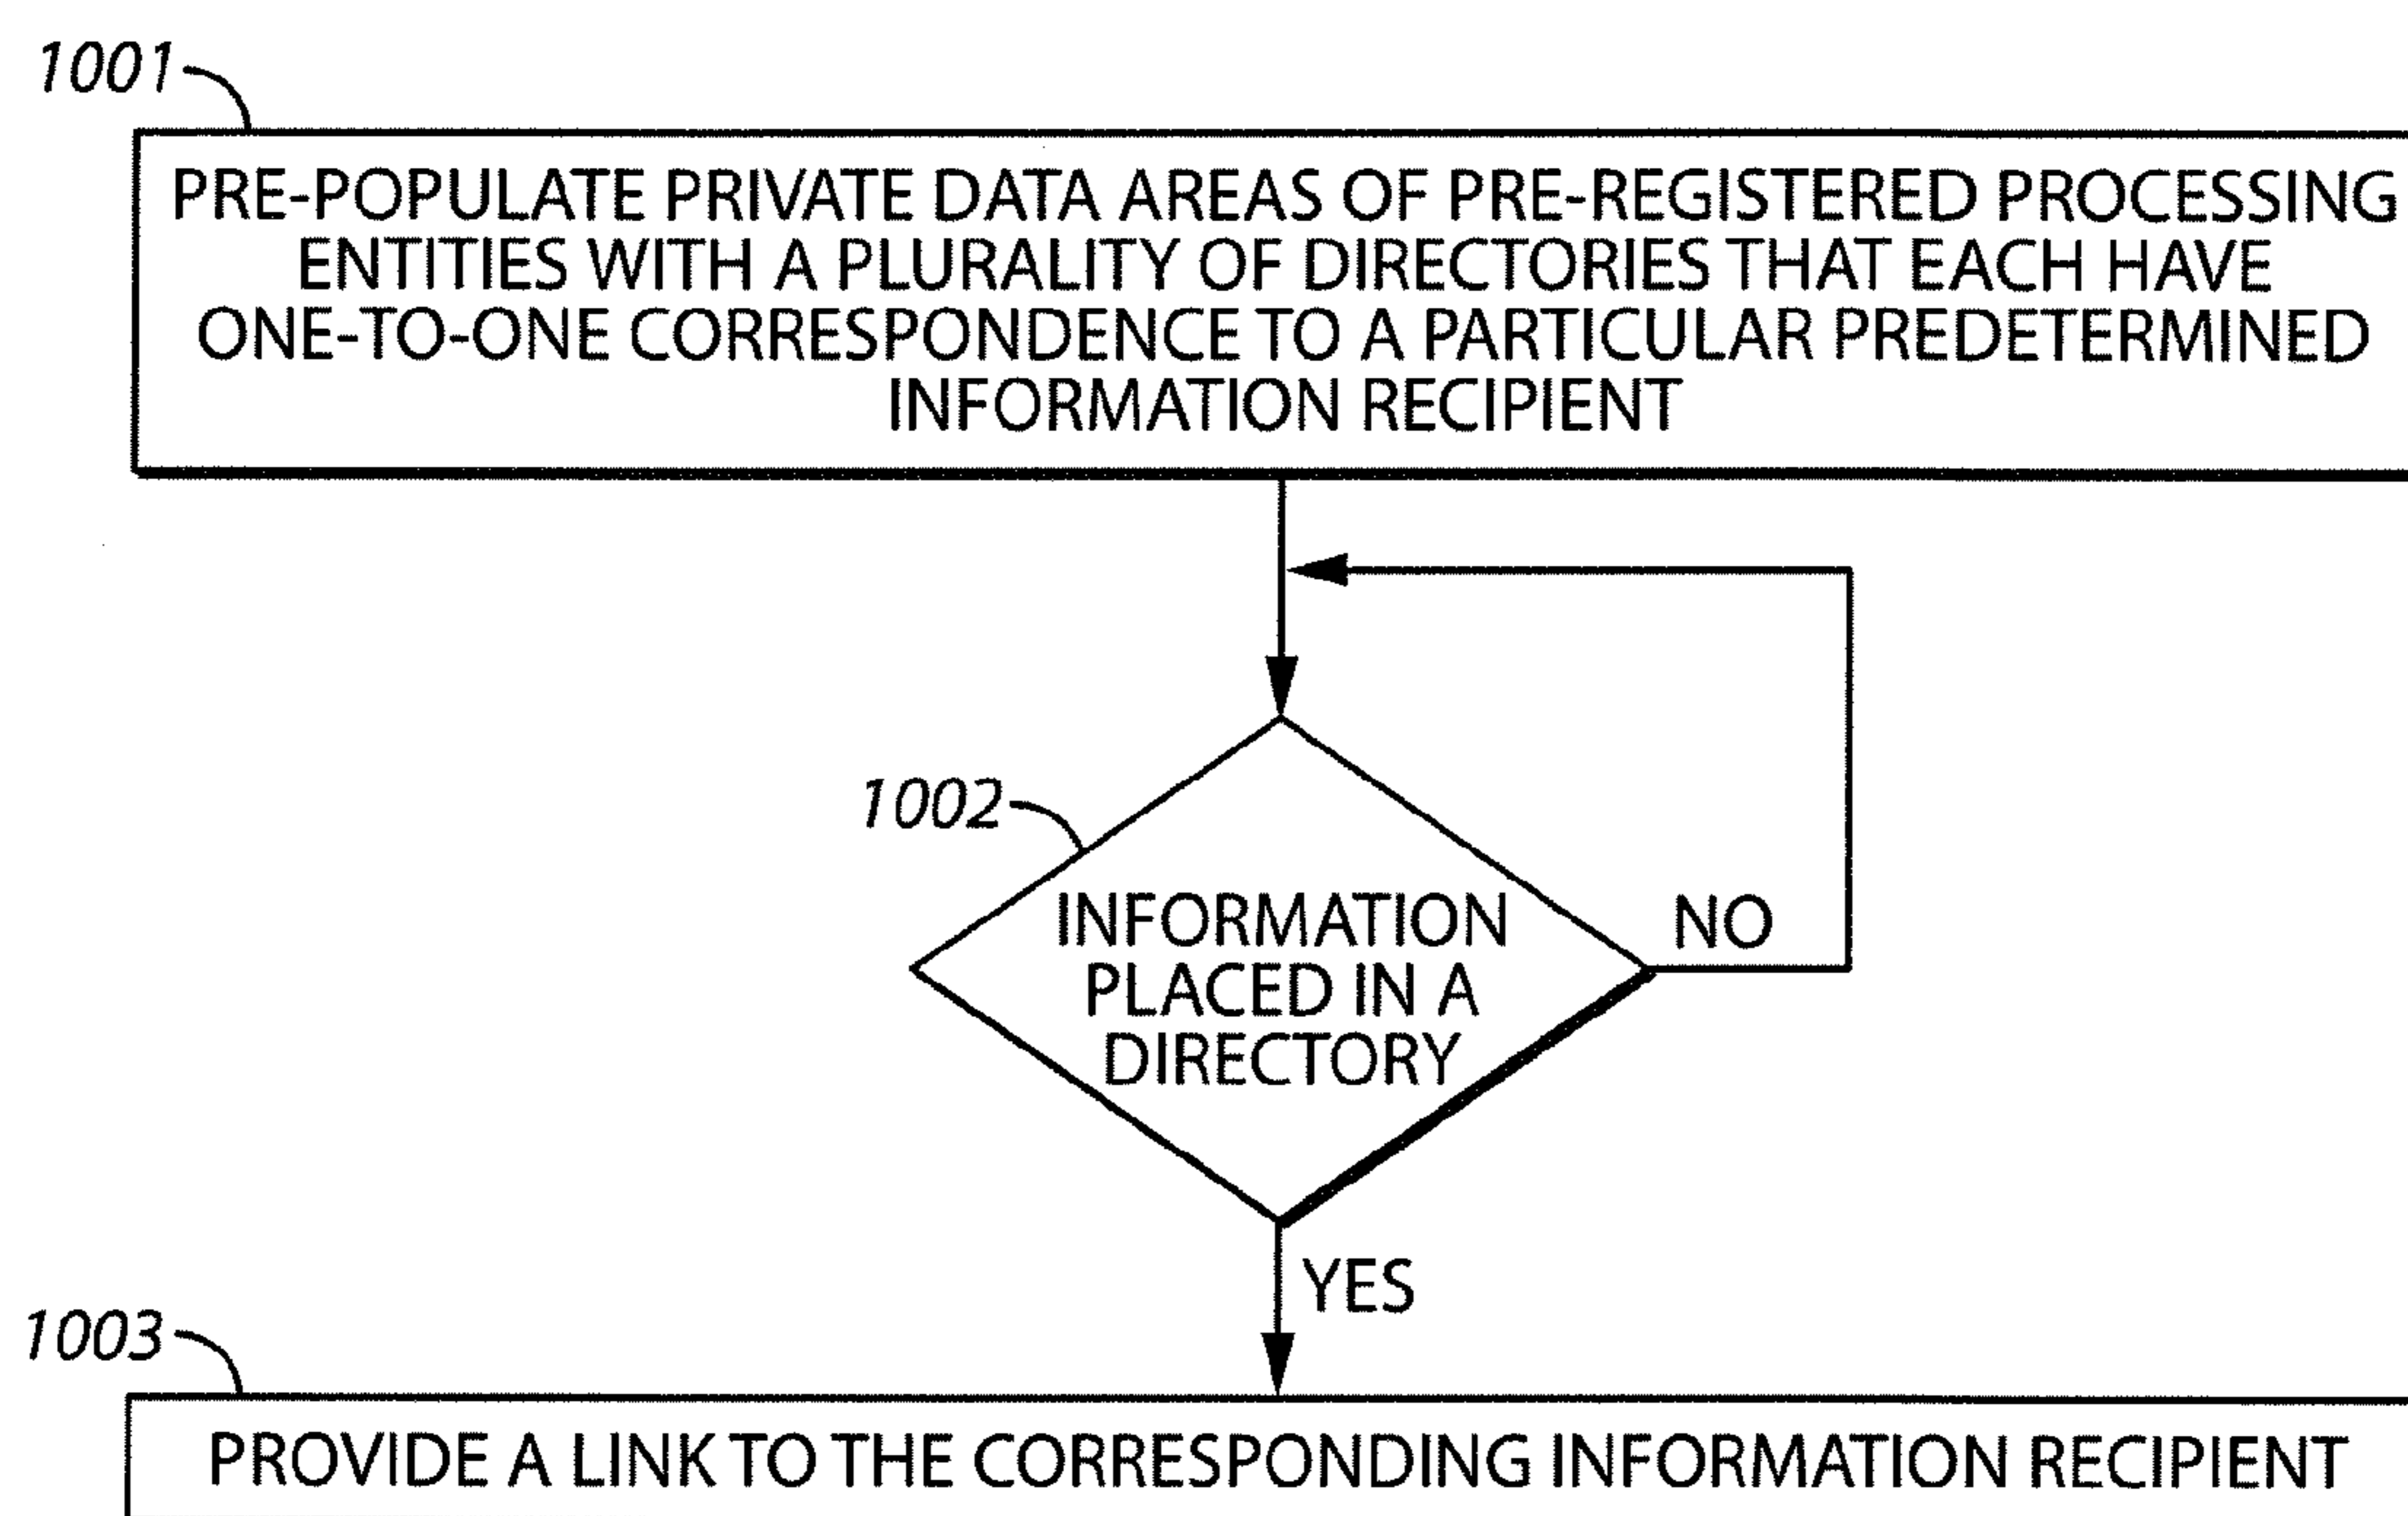 1001
PRE-POPULATE PRIVATE DATA AREAS OF PRE-REGISTERED PROCESSING
ENTITIES WITH A PLURALITY OF DIRECTORIES THAT EACH HAVE
ONE-TO-ONE CORRESPONDENCE TO A PARTICULAR PREDETERMINED
INFORMATION RECIPIENT
1002
INFORMATION
PLACED IN A
DIRECTORY
NO
YES
1003
PROVIDE A LINK TO THE CORRESPONDING INFORMATION RECIPIENT